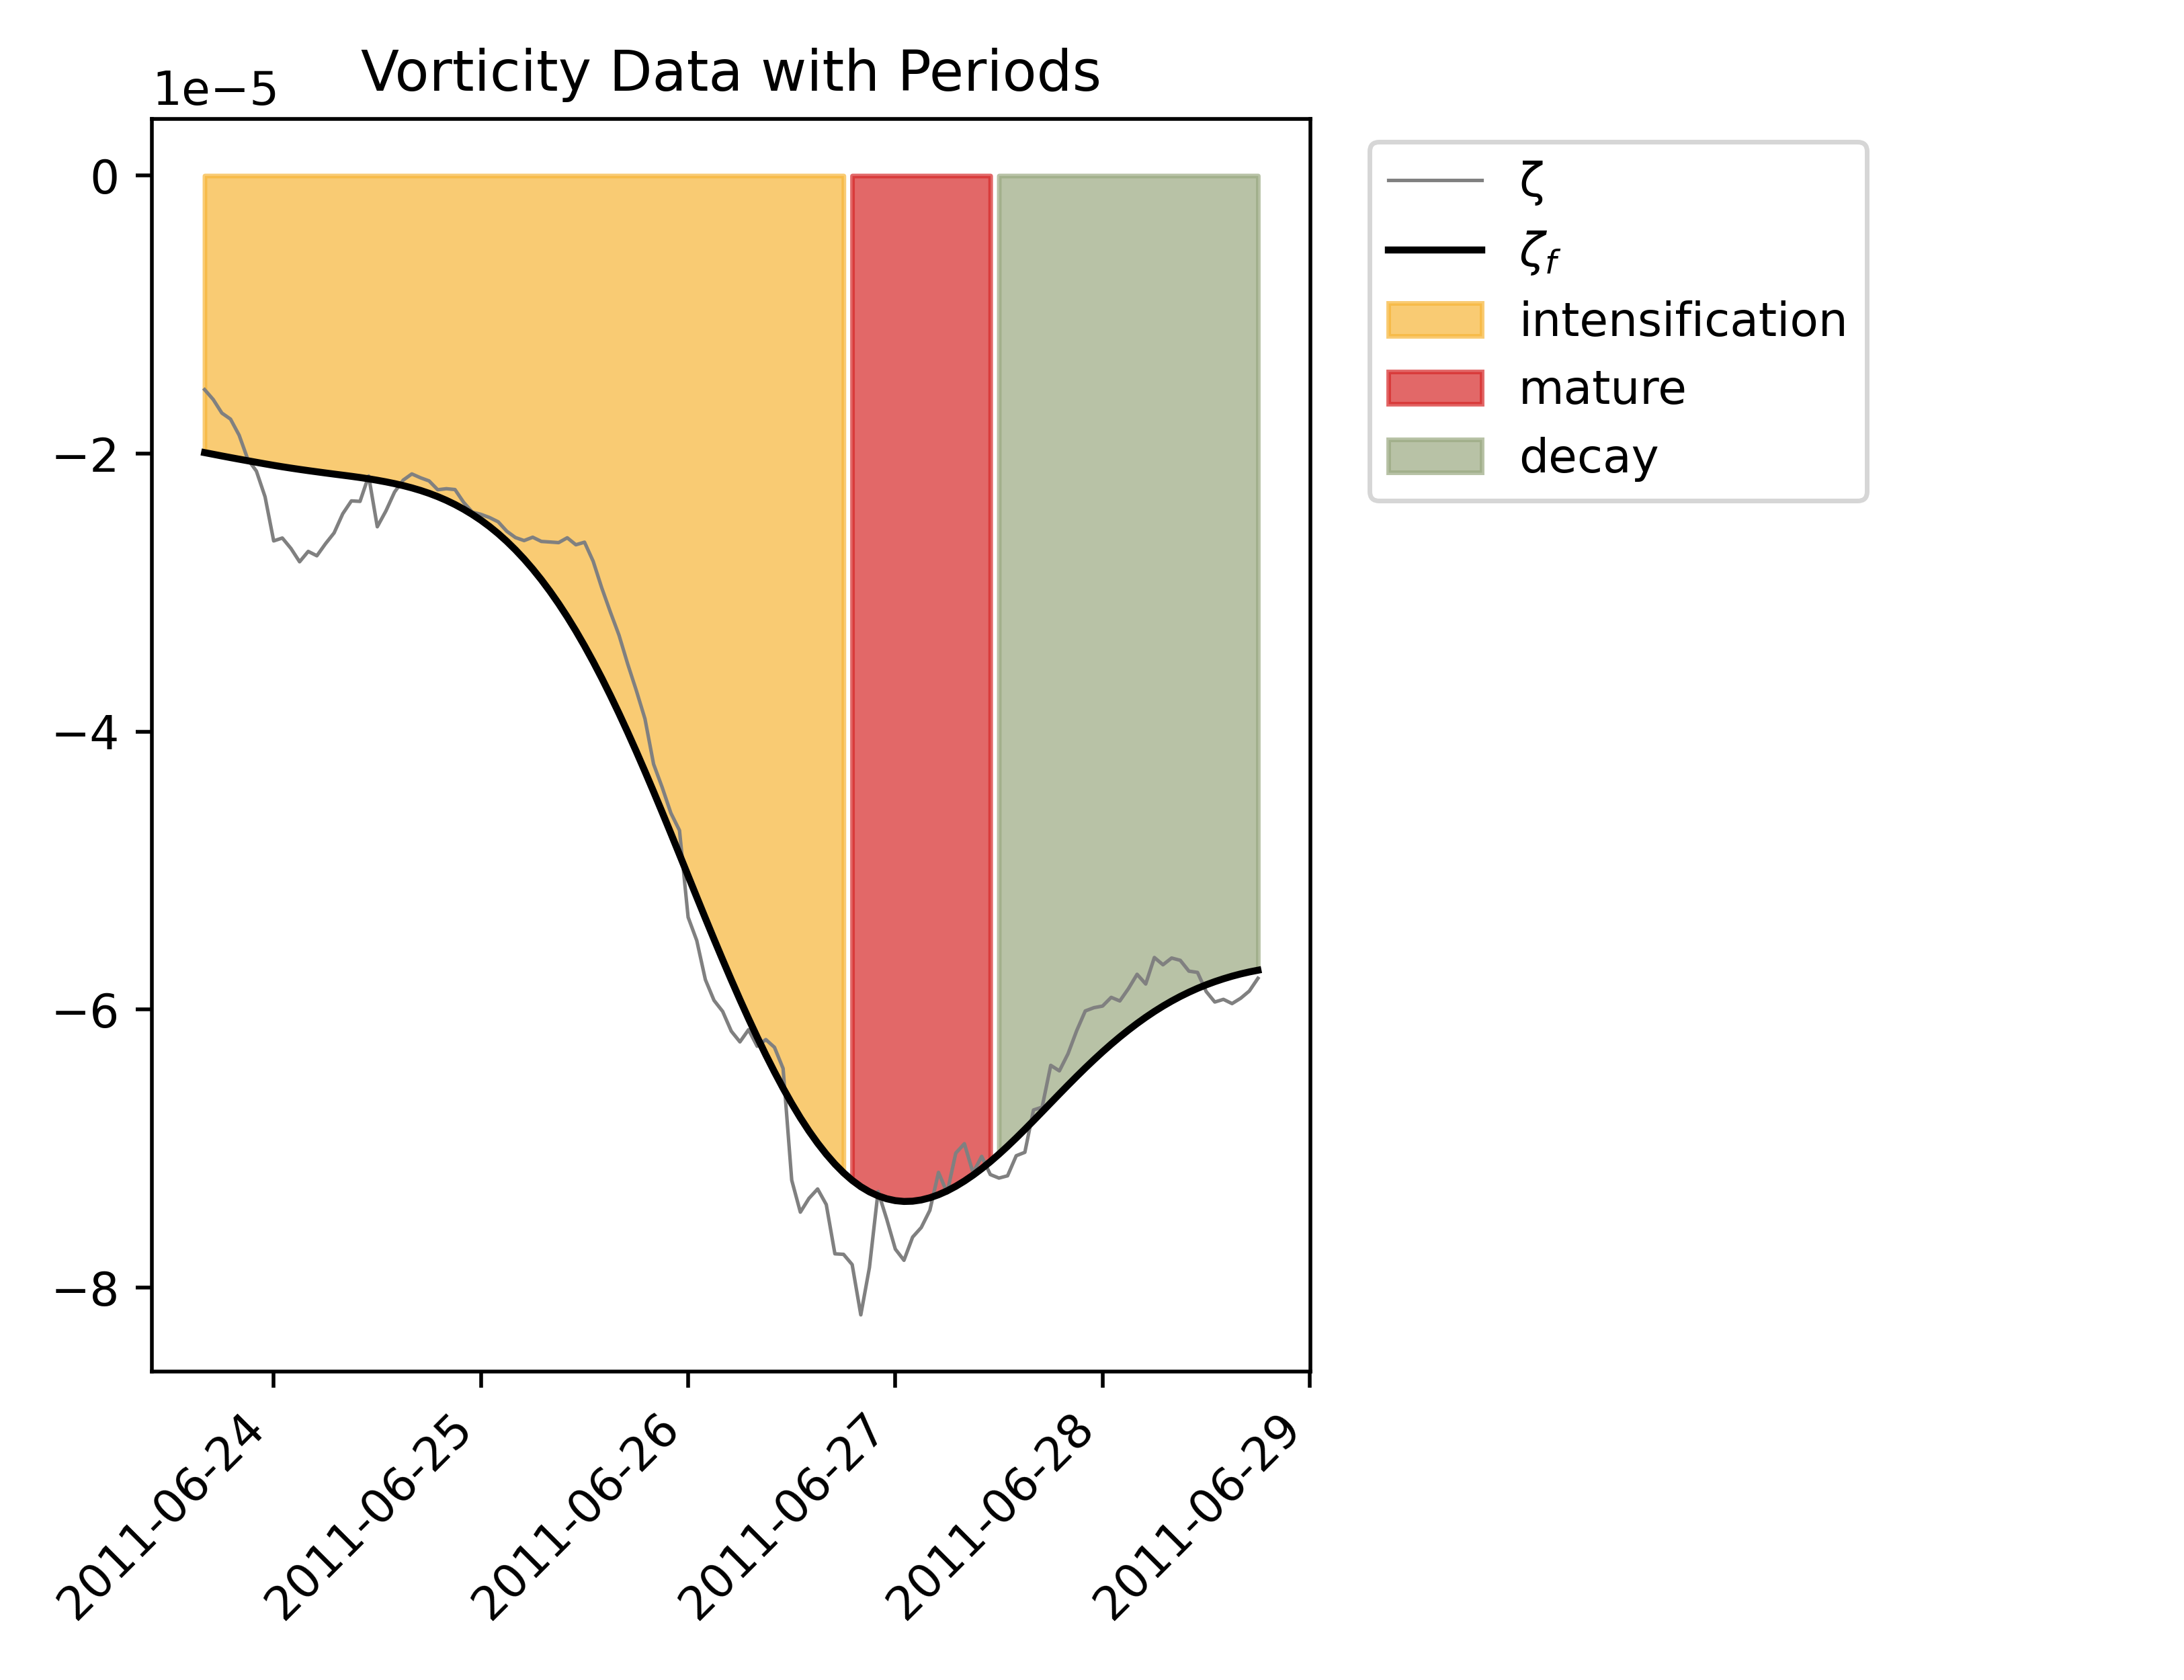 Vorticity Data with Periods
1e−5
0
−2
−4
−6
−8
2011-06-24
2011-06-25
2011-06-26
2011-06-27
2011-06-28
2011-06-29
ζ
ζf
intensification
mature
decay